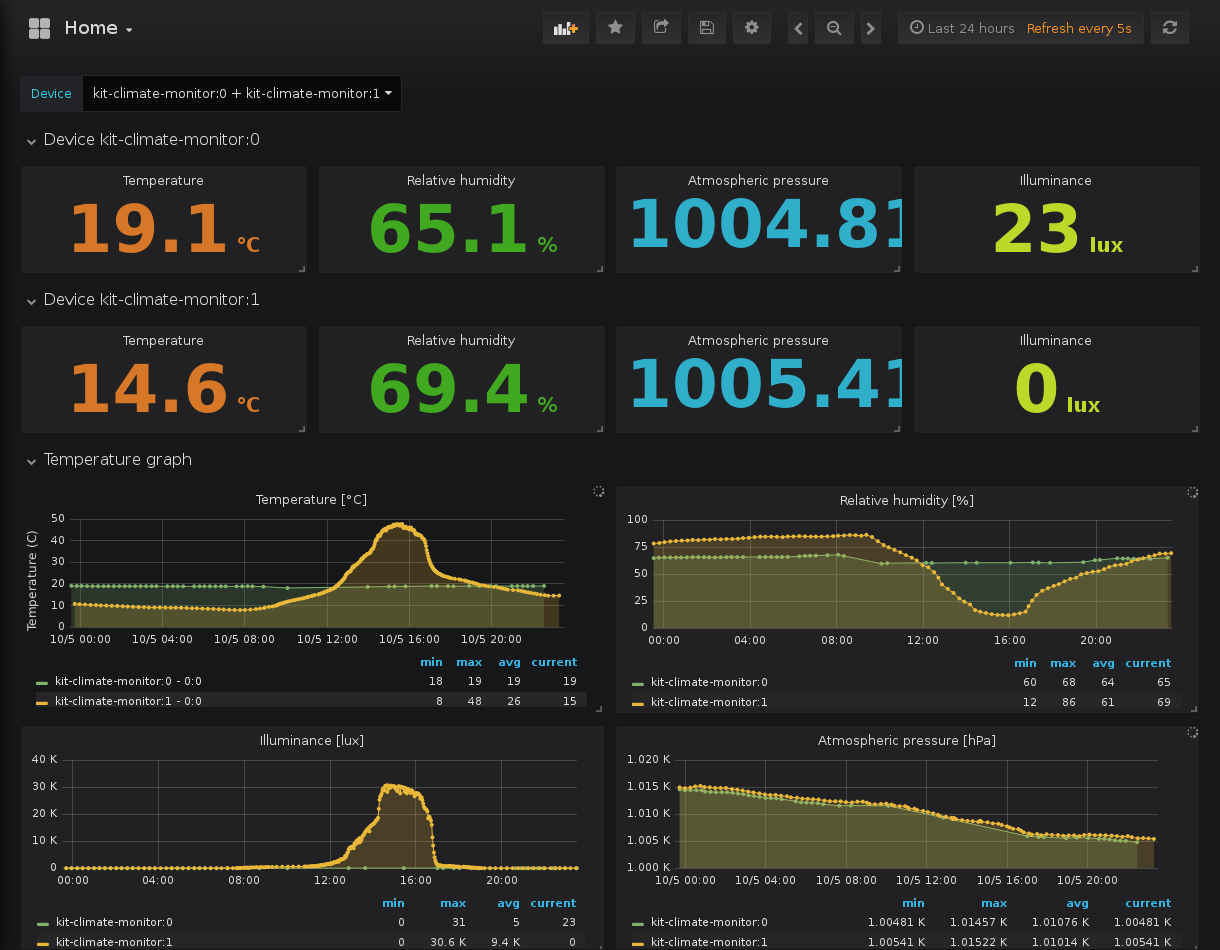 Home
Last 24 hours Refresh every 5s
Device kit-climate-monitor:0 + kit-climate-monitor:1
Device kit-climate-monitor:0
Temperature Relative humidity Atmospheric pressure Illuminance
19.1 °C 65.1 % 1004.81 23 lux
Device kit-climate-monitor:1
Temperature Relative humidity Atmospheric pressure Illuminance
14.6 °C 69.4 % 1005.41 0 lux
Temperature graph
Temperature [°C]
Temperature (C)
50
40
30
20
10
0
10/5 00:00 10/5 04:00 10/5 08:00 10/5 12:00 10/5 16:00 10/5 20:00
min max avg current
kit-climate-monitor:0 - 0:0 18 19 19 19
kit-climate-monitor:1 - 0:0 8 48 26 15
Relative humidity [%]
100
75
50
25
0
00:00 04:00 08:00 12:00 16:00 20:00
min max avg current
kit-climate-monitor:0 60 68 64 65
kit-climate-monitor:1 12 86 61 69
Illuminance [lux]
40 K
30 K
20 K
10 K
0
00:00 04:00 08:00 12:00 16:00 20:00
min max avg current
kit-climate-monitor:0 0 31 5 23
kit-climate-monitor:1 0 30.6 K 9.4 K 0
Atmospheric pressure [hPa]
1.020 K
1.015 K
1.010 K
1.005 K
1.000 K
10/5 00:00 10/5 04:00 10/5 08:00 10/5 12:00 10/5 16:00 10/5 20:00
min max avg current
kit-climate-monitor:0 1.00481 K 1.01457 K 1.01076 K 1.00481 K
kit-climate-monitor:1 1.00541 K 1.01522 K 1.01014 K 1.00541 K